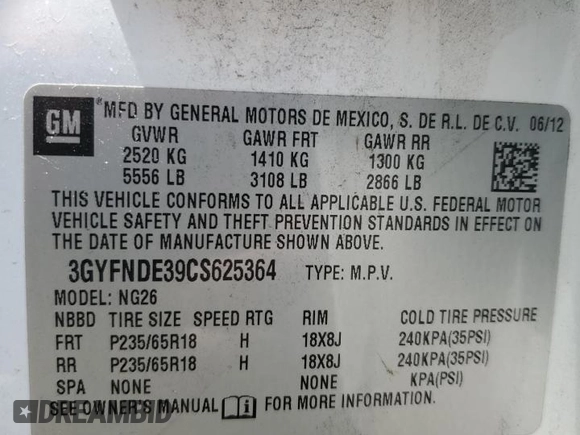 GM
®MFD BY GENERAL MOTORS DE MEXICO, S. DE R.L. DE C.V. 06/12
GVWR GAWR FRT GAWR RR
2520 KG 1410 KG 1300 KG
5556 LB 3108 LB 2866 LB
THIS VEHICLE CONFORMS TO ALL APPLICABLE U.S. FEDERAL MOTOR
VEHICLE SAFETY AND THEFT PREVENTION STANDARDS IN EFFECT ON
THE DATE OF MANUFACTURE SHOWN ABOVE.
3GYFNDE39CS625364 TYPE: M.P.V.
MODEL: NG26
NBBD TIRE SIZE SPEED RTG RIM COLD TIRE PRESSURE
FRT P235/65R18 H 18X8J 240KPA(35PSI)
RR P235/65R18 H 18X8J 240KPA(35PSI)
SPA NONE NONE KPA(PSI)
SEE OWNER'S MANUAL i FOR MORE INFORMATION.
DREAMBID